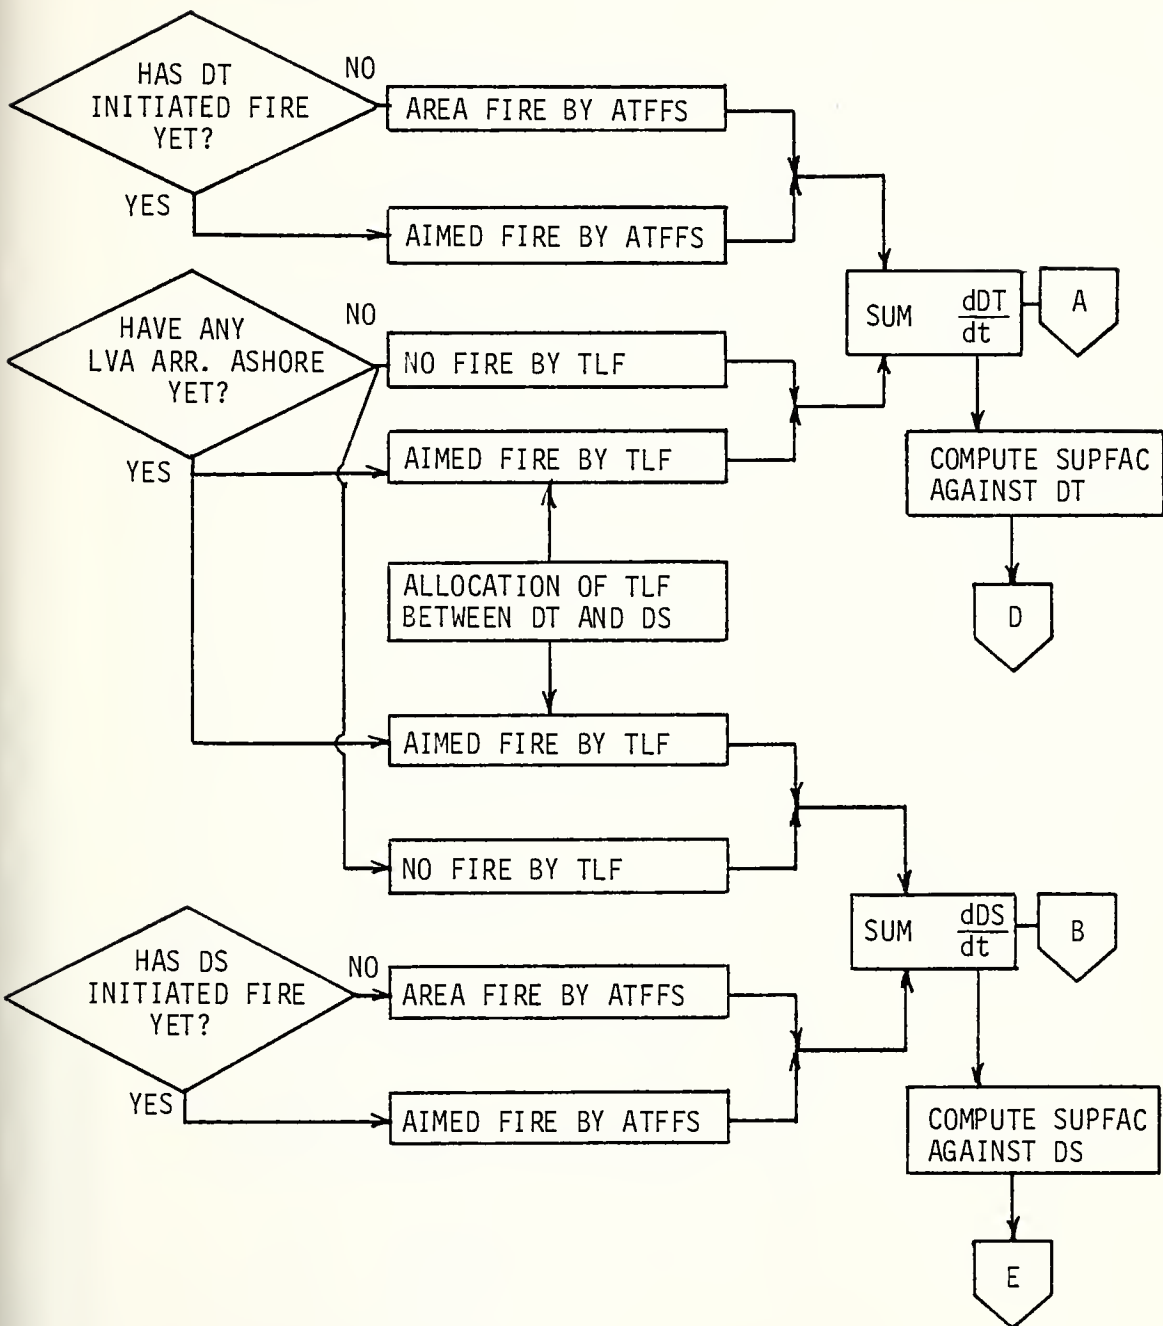 HAS DT
INITIATED FIRE
YET?
NO
YES
AREA FIRE BY ATFFS
AIMED FIRE BY ATFFS
HAVE ANY
LVA ARR. ASHORE
YET?
NO
YES
NO FIRE BY TLF
AIMED FIRE BY TLF
SUM dDT
dt
A
COMPUTE SUPFAC
AGAINST DT
D
ALLOCATION OF TLF
BETWEEN DT AND DS
AIMED FIRE BY TLF
NO FIRE BY TLF
SUM dDS
dt
B
HAS DS
INITIATED FIRE
YET?
NO
YES
AREA FIRE BY ATFFS
AIMED FIRE BY ATFFS
COMPUTE SUPFAC
AGAINST DS
E